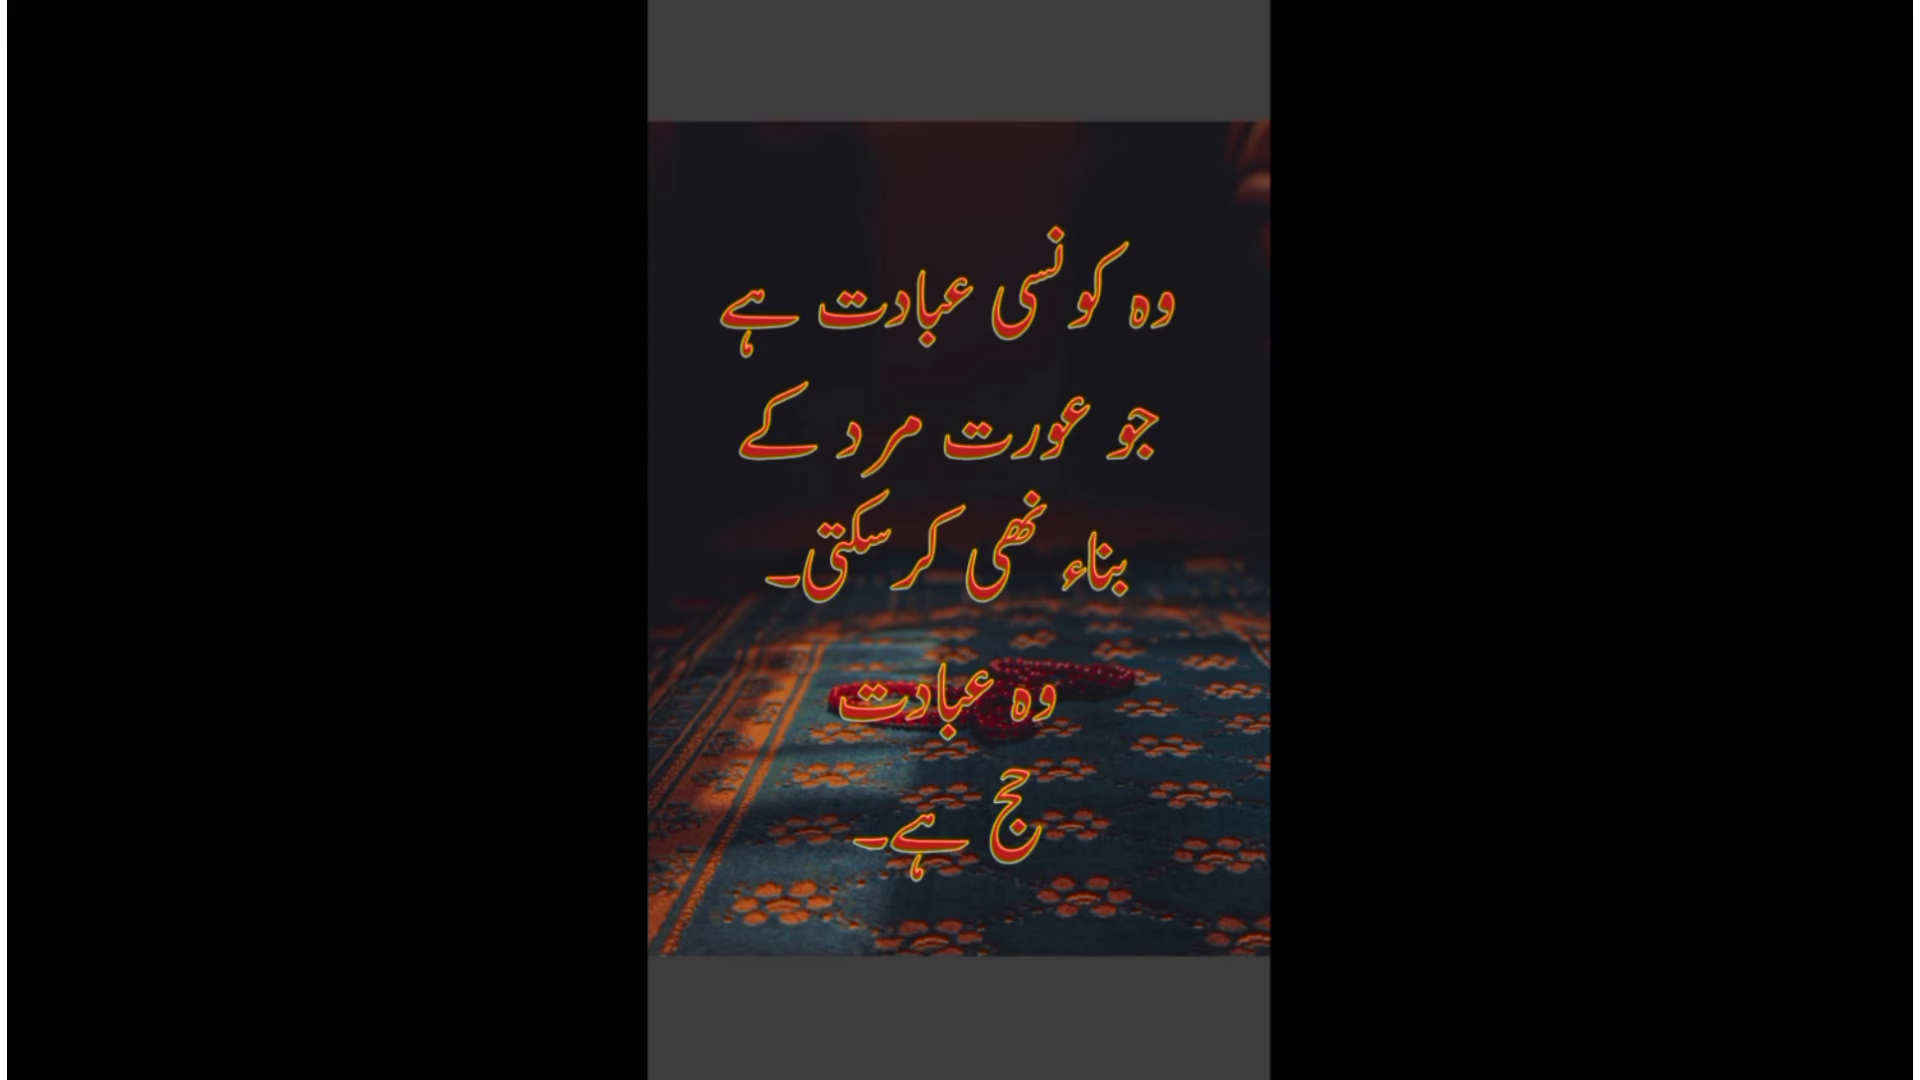 وہ کونسی عبادت ہے
جو عورت مرد کے
بناء نھی کر سکتی۔
وہ عبادت
حج ہے۔